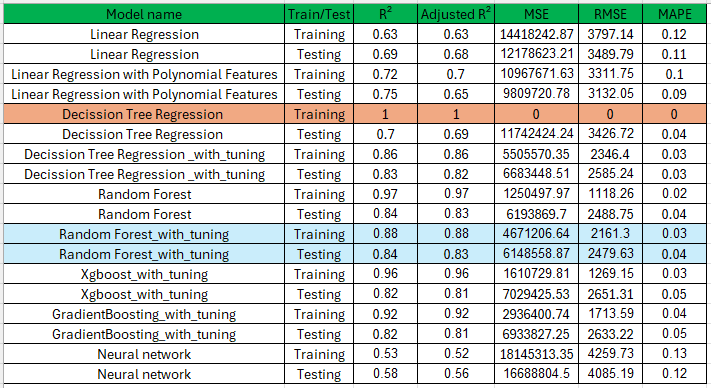 Model name Train/Test R² Adjusted R² MSE RMSE MAPE
Linear Regression Training 0.63 0.63 14418242.87 3797.14 0.12
Linear Regression Testing 0.69 0.68 12178623.21 3489.79 0.11
Linear Regression with Polynomial Features Training 0.72 0.7 10967671.63 3311.75 0.1
Linear Regression with Polynomial Features Testing 0.75 0.65 9809720.78 3132.05 0.09
Decission Tree Regression Training 1 1 0 0 0
Decission Tree Regression Testing 0.7 0.69 11742424.24 3426.72 0.04
Decission Tree Regression _with_tuning Training 0.86 0.86 5505570.35 2346.4 0.03
Decission Tree Regression _with_tuning Testing 0.83 0.82 6683448.51 2585.24 0.03
Random Forest Training 0.97 0.97 1250497.97 1118.26 0.02
Random Forest Testing 0.84 0.83 6193869.7 2488.75 0.04
Random Forest_with_tuning Training 0.88 0.88 4671206.64 2161.3 0.03
Random Forest_with_tuning Testing 0.84 0.83 6148558.87 2479.63 0.04
Xgboost_with_tuning Training 0.96 0.96 1610729.81 1269.15 0.03
Xgboost_with_tuning Testing 0.82 0.81 7029425.53 2651.31 0.05
GradientBoosting_with_tuning Training 0.92 0.92 2936400.74 1713.59 0.04
GradientBoosting_with_tuning Testing 0.82 0.81 6933827.25 2633.22 0.05
Neural network Training 0.53 0.52 18145313.35 4259.73 0.13
Neural network Testing 0.58 0.56 16688804.5 4085.19 0.12